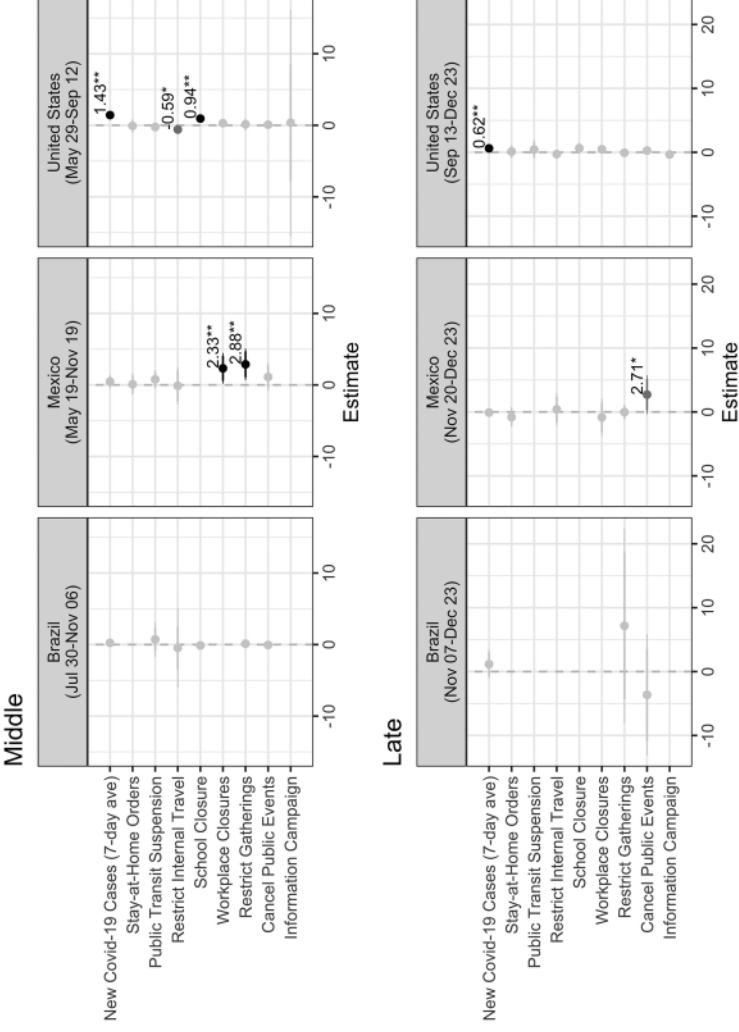 Middle
Brazil
(Jul 30-Nov 06)
Mexico
(May 19-Nov 19)
United States
(May 29-Sep 12)
New Covid-19 Cases (7-day ave)
Stay-at-Home Orders
Public Transit Suspension
Restrict Internal Travel
School Closure
Workplace Closures
Restrict Gatherings
Cancel Public Events
Information Campaign
2.33**
2.88**
1.43**
-0.59*
0.94**
-10 0 10
-10 0 10
-10 0 10
Estimate
Late
Brazil
(Nov 07-Dec 23)
Mexico
(Nov 20-Dec 23)
United States
(Sep 13-Dec 23)
New Covid-19 Cases (7-day ave)
Stay-at-Home Orders
Public Transit Suspension
Restrict Internal Travel
School Closure
Workplace Closures
Restrict Gatherings
Cancel Public Events
Information Campaign
2.71*
0.62**
-10 0 10 20
-10 0 10 20
-10 0 10 20
Estimate